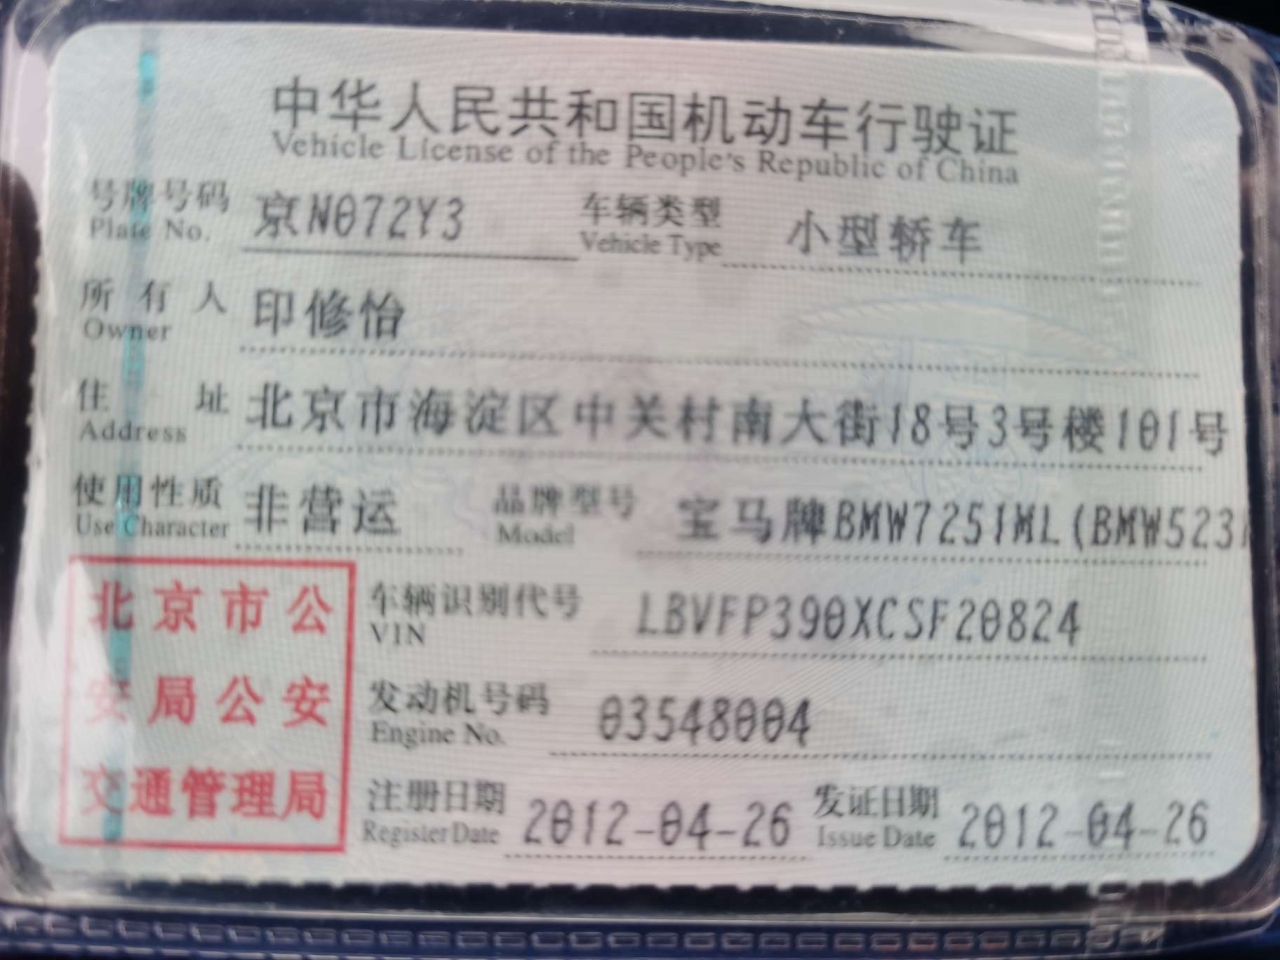 中华人民共和国机动车行驶证
Vehicle License of the People's Republic of China
号牌号码 京N072Y3 车辆类型 小型轿车
Plate No. Vehicle Type
所有人 印修怡
Owner
住址 北京市海淀区中关村南大街18号3号楼101号
Address
使用性质 非营运 品牌型号 宝马牌BMW7251ML(BMW523
Use Character Model
北京市公
安局公安
交通管理局
车辆识别代号 LBVFP390XCSF20824
VIN
发动机号码 03548004
Engine No.
注册日期 2012-04-26 发证日期 2012-04-26
Register Date Issue Date